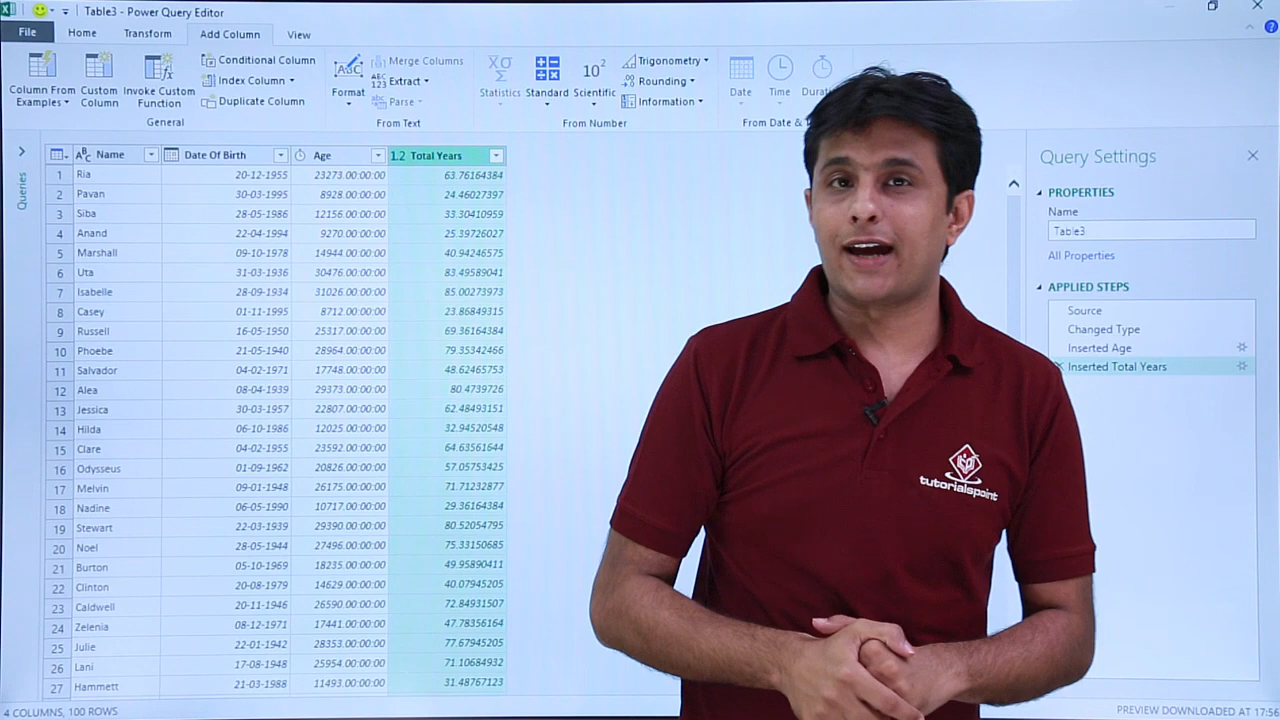 Table3 - Power Query Editor
File Home Transform Add Column View
Column From Examples
Custom Column
Invoke Custom Function
Conditional Column
Index Column
Duplicate Column
General
Format
Merge Columns
ABC 123 Extract
abc Parse
From Text
XΣ Statistics
Standard
10² Scientific
Trigonometry
.00 Rounding
Information
From Number
Date
Time
From Date &
Queries
Name Date Of Birth Age 1.2 Total Years
1 Ria 20-12-1955 23273.00:00:00 63.76164384
2 Pavan 30-03-1995 8928.00:00:00 24.46027397
3 Siba 28-05-1986 12156.00:00:00 33.30410959
4 Anand 22-04-1994 9270.00:00:00 25.39726027
5 Marshall 09-10-1978 14944.00:00:00 40.94246575
6 Uta 31-03-1936 30476.00:00:00 83.49589041
7 Isabelle 28-09-1934 31026.00:00:00 85.00273973
8 Casey 01-11-1995 8712.00:00:00 23.86849315
9 Russell 16-05-1950 25317.00:00:00 69.36164384
10 Phoebe 21-05-1940 28964.00:00:00 79.35342466
11 Salvador 04-02-1971 17748.00:00:00 48.62465753
12 Alea 08-04-1939 29373.00:00:00 80.4739726
13 Jessica 30-03-1957 22807.00:00:00 62.48493151
14 Hilda 06-10-1986 12025.00:00:00 32.94520548
15 Clare 04-02-1955 23592.00:00:00 64.63561644
16 Odysseus 01-09-1962 20826.00:00:00 57.05753425
17 Melvin 09-01-1948 26175.00:00:00 71.71232877
18 Nadine 06-05-1990 10717.00:00:00 29.36164384
19 Stewart 22-03-1939 29390.00:00:00 80.52054795
20 Noel 28-05-1944 27496.00:00:00 75.33150685
21 Burton 05-10-1969 18235.00:00:00 49.95890411
22 Clinton 20-08-1979 14629.00:00:00 40.07945205
23 Caldwell 20-11-1946 26590.00:00:00 72.84931507
24 Zelenia 08-12-1971 17441.00:00:00 47.78356164
25 Julie 22-01-1942 28353.00:00:00 77.67945205
26 Lani 17-08-1948 25954.00:00:00 71.10684932
27 Hammett 21-03-1988 11493.00:00:00 31.48767123
4 COLUMNS, 100 ROWS
Query Settings
PROPERTIES
Name
Table3
All Properties
APPLIED STEPS
Source
Changed Type
Inserted Age
Inserted Total Years
tutorialspoint
PREVIEW DOWNLOADED AT 17:56